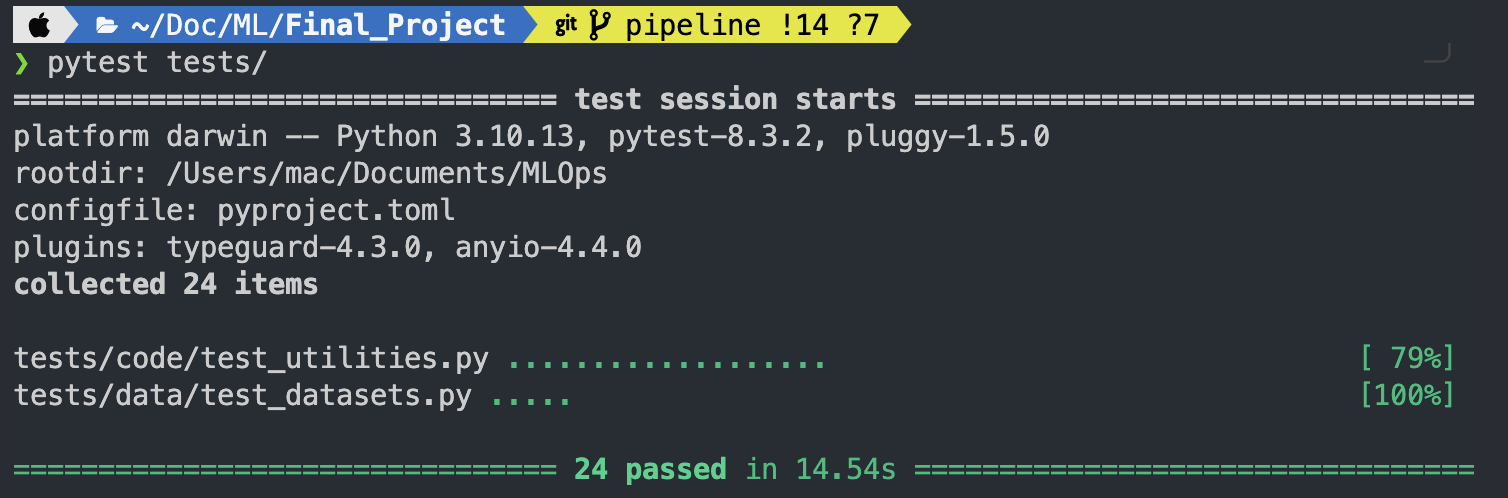 ~/Doc/ML/Final_Project git pipeline !14 ?7
❯ pytest tests/
================================ test session starts =================================
platform darwin -- Python 3.10.13, pytest-8.3.2, pluggy-1.5.0
rootdir: /Users/mac/Documents/MLOps
configfile: pyproject.toml
plugins: typeguard-4.3.0, anyio-4.4.0
collected 24 items
tests/code/test_utilities.py ................... [ 79%]
tests/data/test_datasets.py ..... [100%]
================================ 24 passed in 14.54s =================================